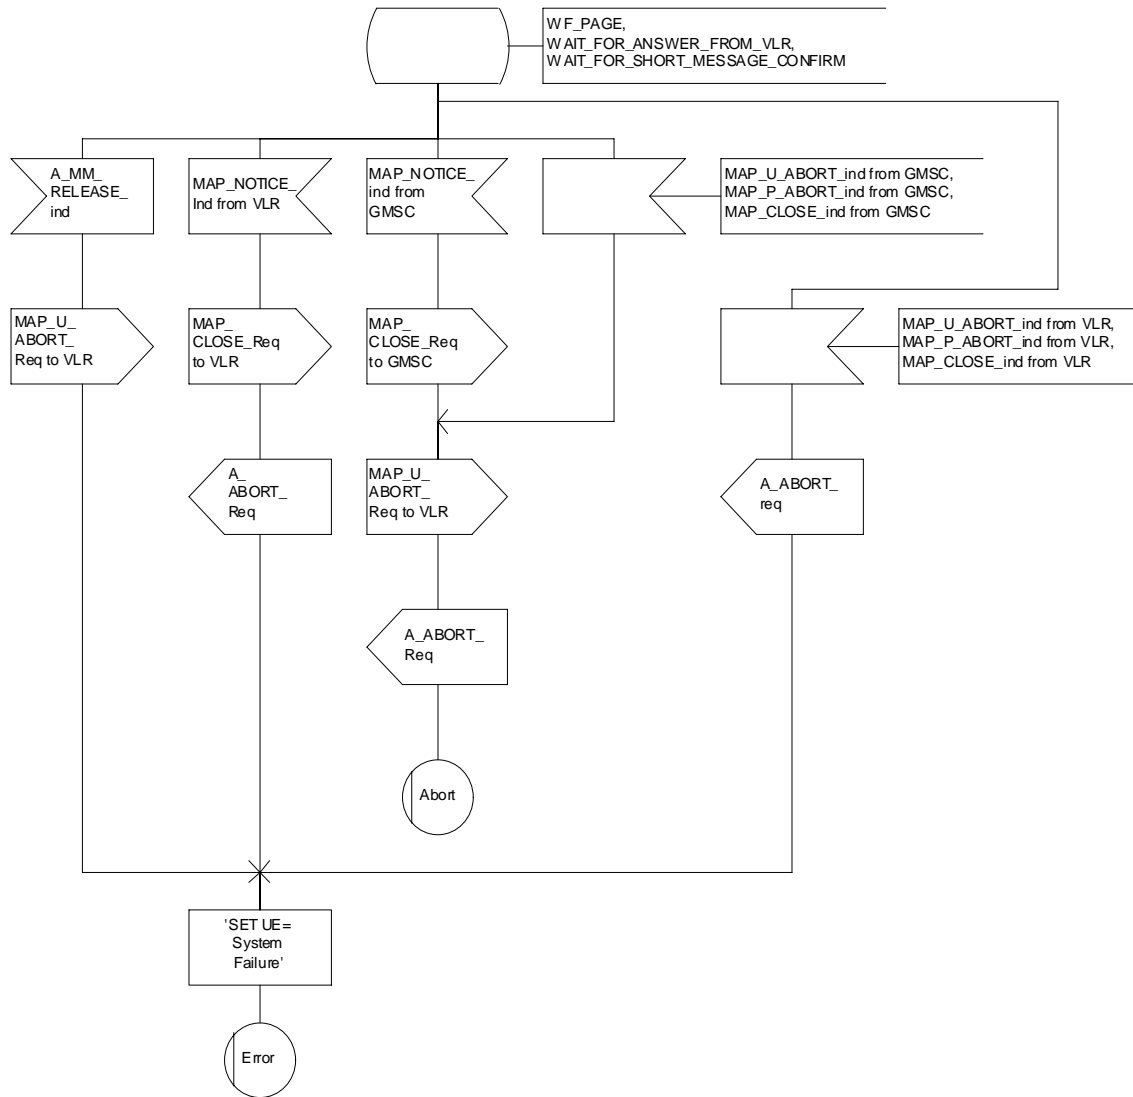 WF_PAGE,
WAIT_FOR_ANSWER_FROM_VLR,
WAIT_FOR_SHORT_MESSAGE_CONFIRM
A_MM_
RELEASE_
ind
MAP_NOTICE_
Ind from VLR
MAP_NOTICE_
ind from
GMSC
MAP_U_ABORT_ind from GMSC,
MAP_P_ABORT_ind from GMSC,
MAP_CLOSE_ind from GMSC
MAP_U_
ABORT_
Req to VLR
MAP_
CLOSE_Req
to VLR
MAP_
CLOSE_Req
to GMSC
MAP_U_ABORT_ind from VLR,
MAP_P_ABORT_ind from VLR,
MAP_CLOSE_ind from VLR
A_
ABORT_
Req
MAP_U_
ABORT_
Req to VLR
A_ABORT_
req
A_ABORT_
Req
Abort
'SET UE=
System
Failure'
Error